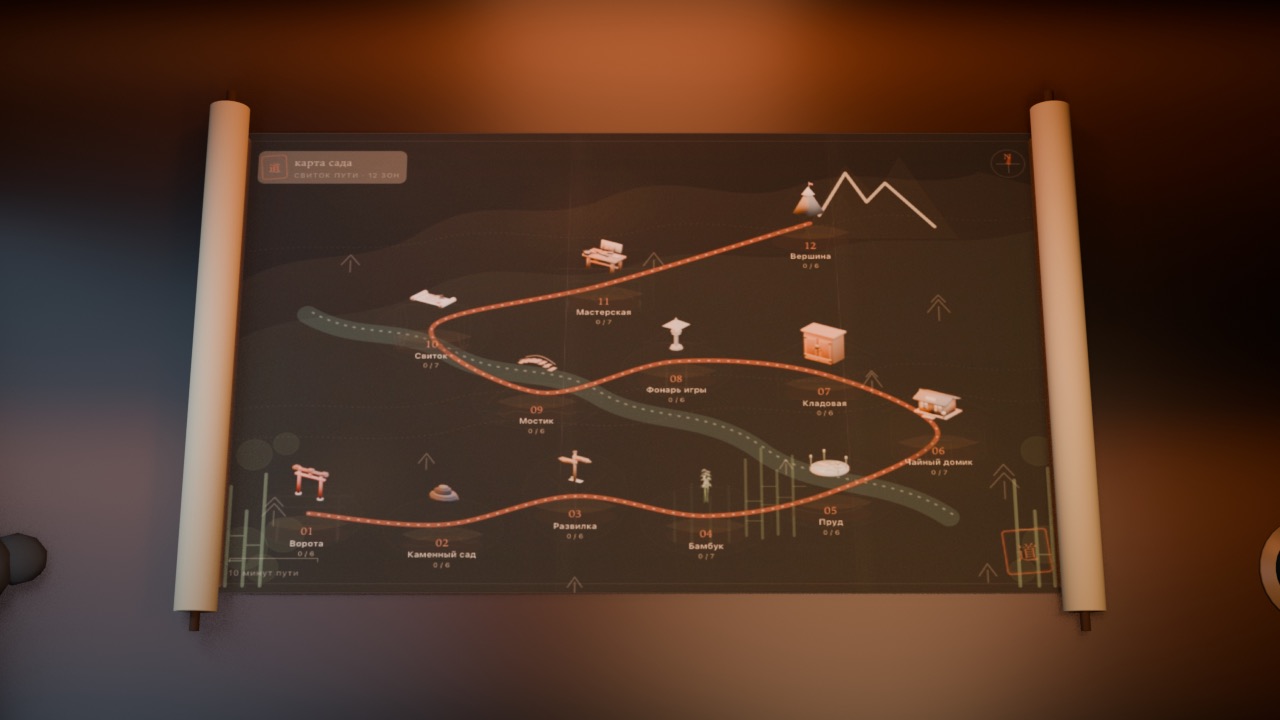 道
карта сада
СВИТОК ПУТИ · 12 ЗОН
N
12
Вершина
0 / 6
11
Мастерская
0 / 7
10
Свиток
0 / 7
09
Мостик
0 / 6
08
Фонарь игры
0 / 6
07
Кладовая
0 / 6
06
Чайный домик
0 / 7
01
Ворота
0 / 6
02
Каменный сад
0 / 6
03
Развилка
0 / 6
04
Бамбук
0 / 7
05
Пруд
0 / 6
10 минут пути
道